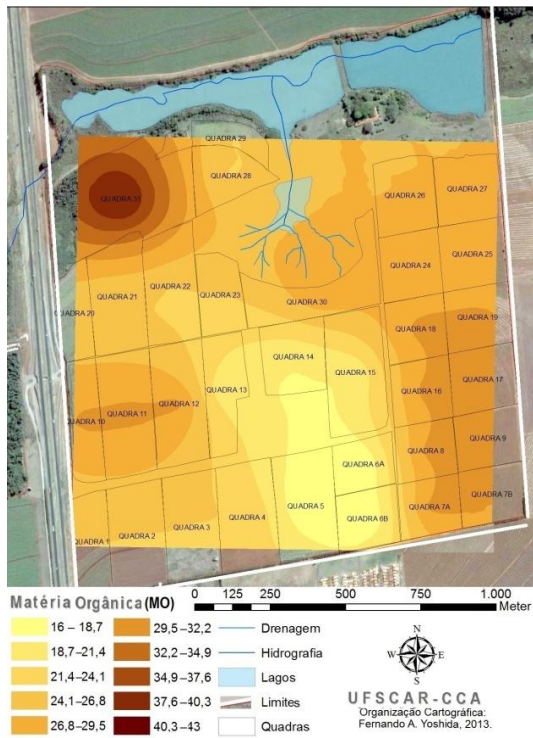 QUADRA 29
QUADRA 28
QUADRA 31
QUADRA 26
QUADRA 27
QUADRA 24
QUADRA 25
QUADRA 22
QUADRA 21
QUADRA 23
QUADRA 30
QUADRA 20
QUADRA 18
QUADRA 19
QUADRA 14
QUADRA 15
QUADRA 13
QUADRA 12
QUADRA 11
QUADRA 10
QUADRA 16
QUADRA 17
QUADRA 9
QUADRA 8
QUADRA 6A
QUADRA 7B
QUADRA 7A
QUADRA 5
QUADRA 6B
QUADRA 4
QUADRA 3
QUADRA 2
QUADRA 1
Matéria Orgânica (MO)
0 125 250 500 750 1.000
Meter
16 – 18,7
18,7–21,4
21,4–24,1
24,1–26,8
26,8–29,5
29,5–32,2
32,2–34,9
34,9–37,6
37,6–40,3
40,3–43
Drenagem
Hidrografia
Lagos
Limites
Quadras
N
W E
S
UFSCAR-CCA
Organização Cartográfica:
Fernando A. Yoshida, 2013.